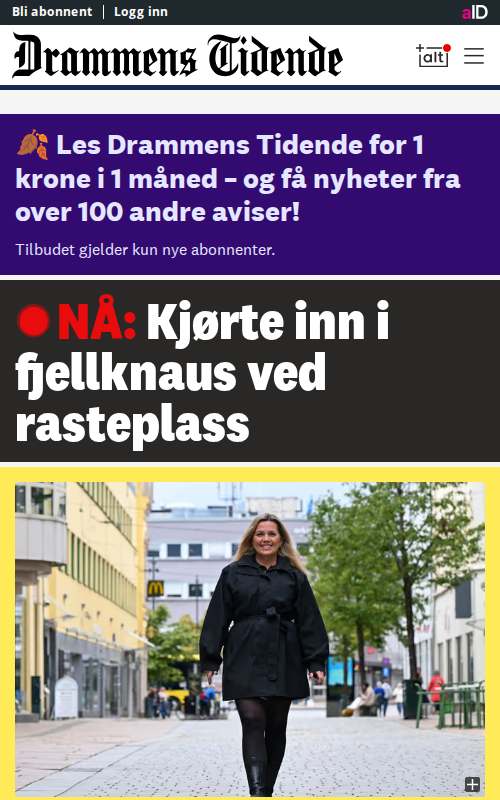 Bli abonnent | Logg inn
aID
Drammens Tidende
+alt
🍂 Les Drammens Tidende for 1
krone i 1 måned – og få nyheter fra
over 100 andre aviser!
Tilbudet gjelder kun nye abonnenter.
NÅ: Kjørte inn i
fjellknaus ved
rasteplass